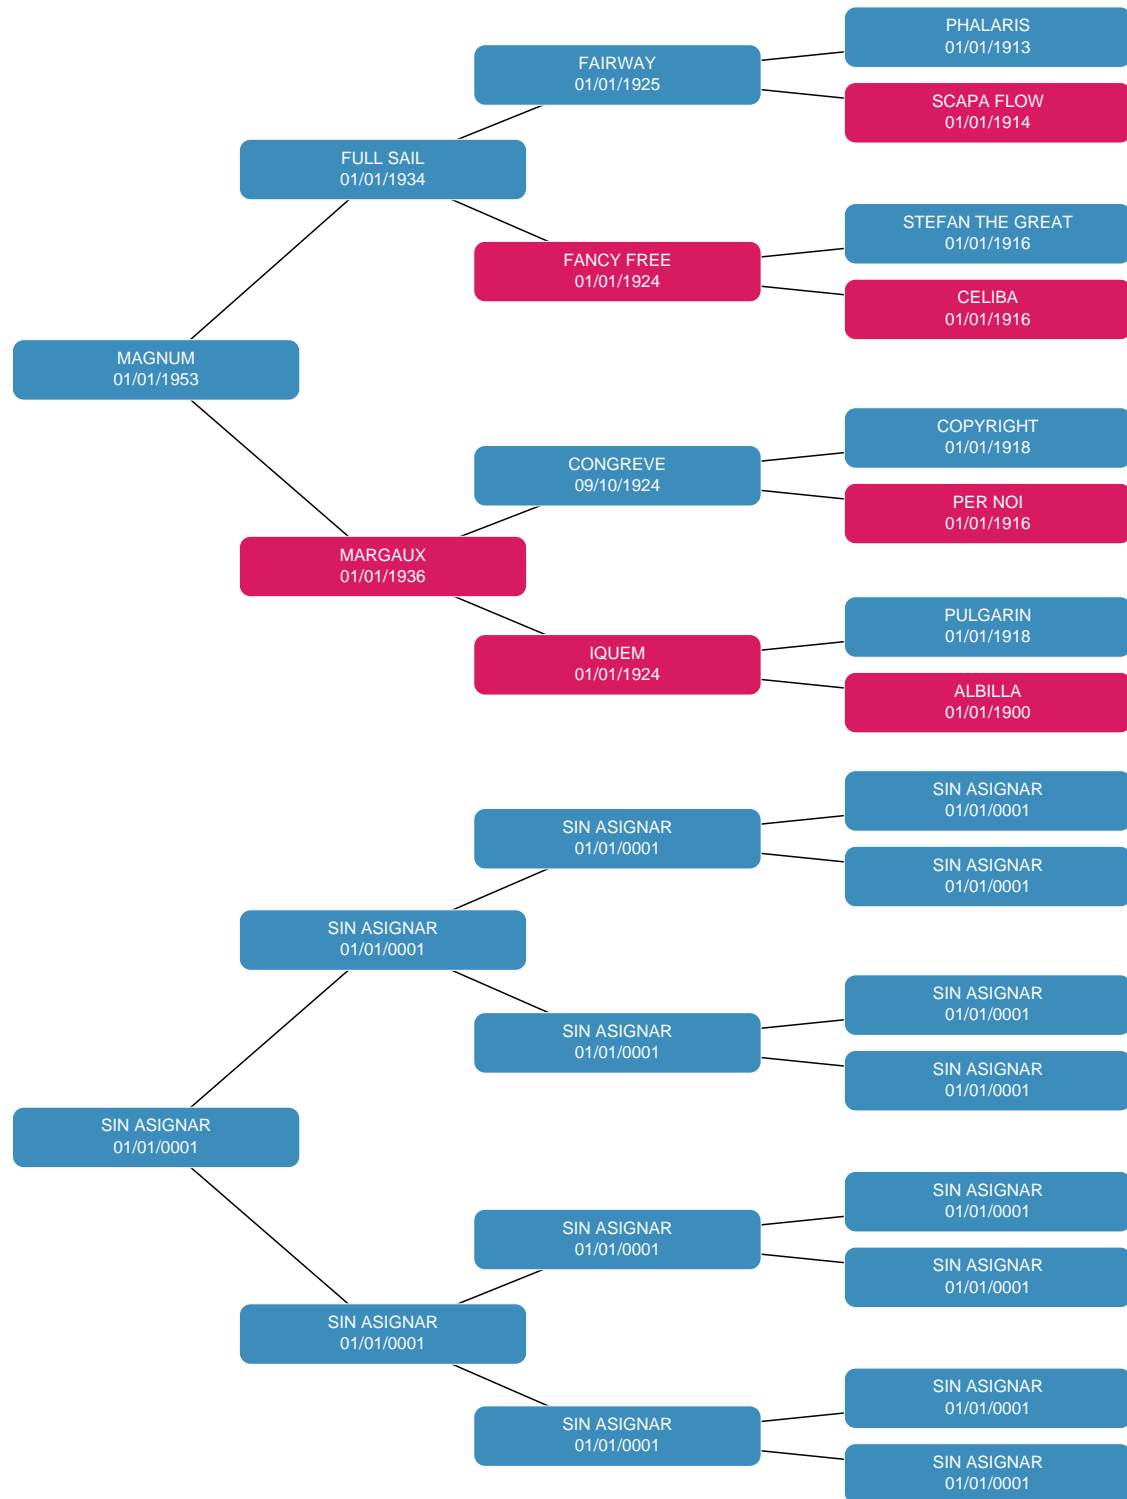 PHALARIS
01/01/1913
FAIRWAY
01/01/1925
SCAPA FLOW
01/01/1914
FULL SAIL
01/01/1934
STEFAN THE GREAT
01/01/1916
FANCY FREE
01/01/1924
CELIBA
01/01/1916
MAGNUM
01/01/1953
COPYRIGHT
01/01/1918
CONGREVE
09/10/1924
PER NOI
01/01/1916
MARGAUX
01/01/1936
PULGARIN
01/01/1918
IQUEM
01/01/1924
ALBILLA
01/01/1900
SIN ASIGNAR
01/01/0001
SIN ASIGNAR
01/01/0001
SIN ASIGNAR
01/01/0001
SIN ASIGNAR
01/01/0001
SIN ASIGNAR
01/01/0001
SIN ASIGNAR
01/01/0001
SIN ASIGNAR
01/01/0001
SIN ASIGNAR
01/01/0001
SIN ASIGNAR
01/01/0001
SIN ASIGNAR
01/01/0001
SIN ASIGNAR
01/01/0001
SIN ASIGNAR
01/01/0001
SIN ASIGNAR
01/01/0001
SIN ASIGNAR
01/01/0001
SIN ASIGNAR
01/01/0001